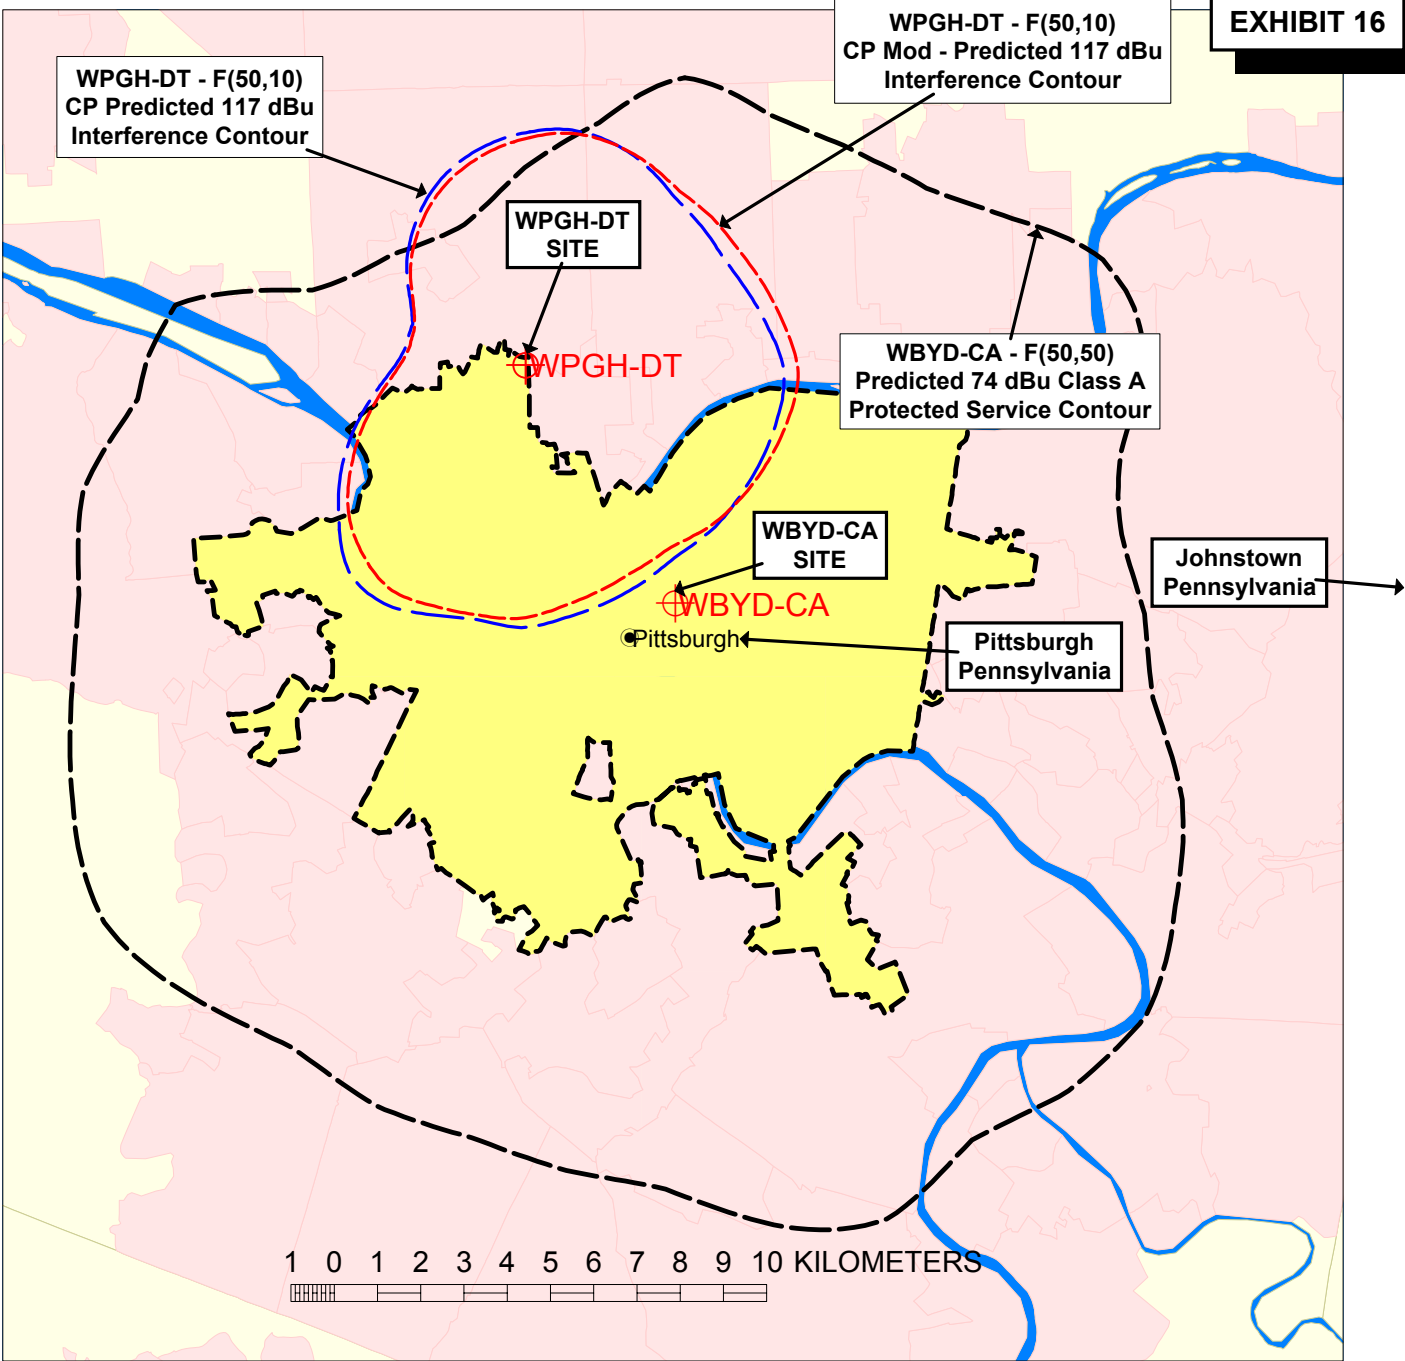 EXHIBIT 16
WPGH-DT - F(50,10)
CP Mod - Predicted 117 dBu
Interference Contour
WPGH-DT - F(50,10)
CP Predicted 117 dBu
Interference Contour
WPGH-DT
SITE
WPGH-DT
WBYD-CA - F(50,50)
Predicted 74 dBu Class A
Protected Service Contour
WBYD-CA
SITE
WBYD-CA
Johnstown
Pennsylvania
Pittsburgh
Pittsburgh
Pennsylvania
1 0 1 2 3 4 5 6 7 8 9 10 KILOMETERS